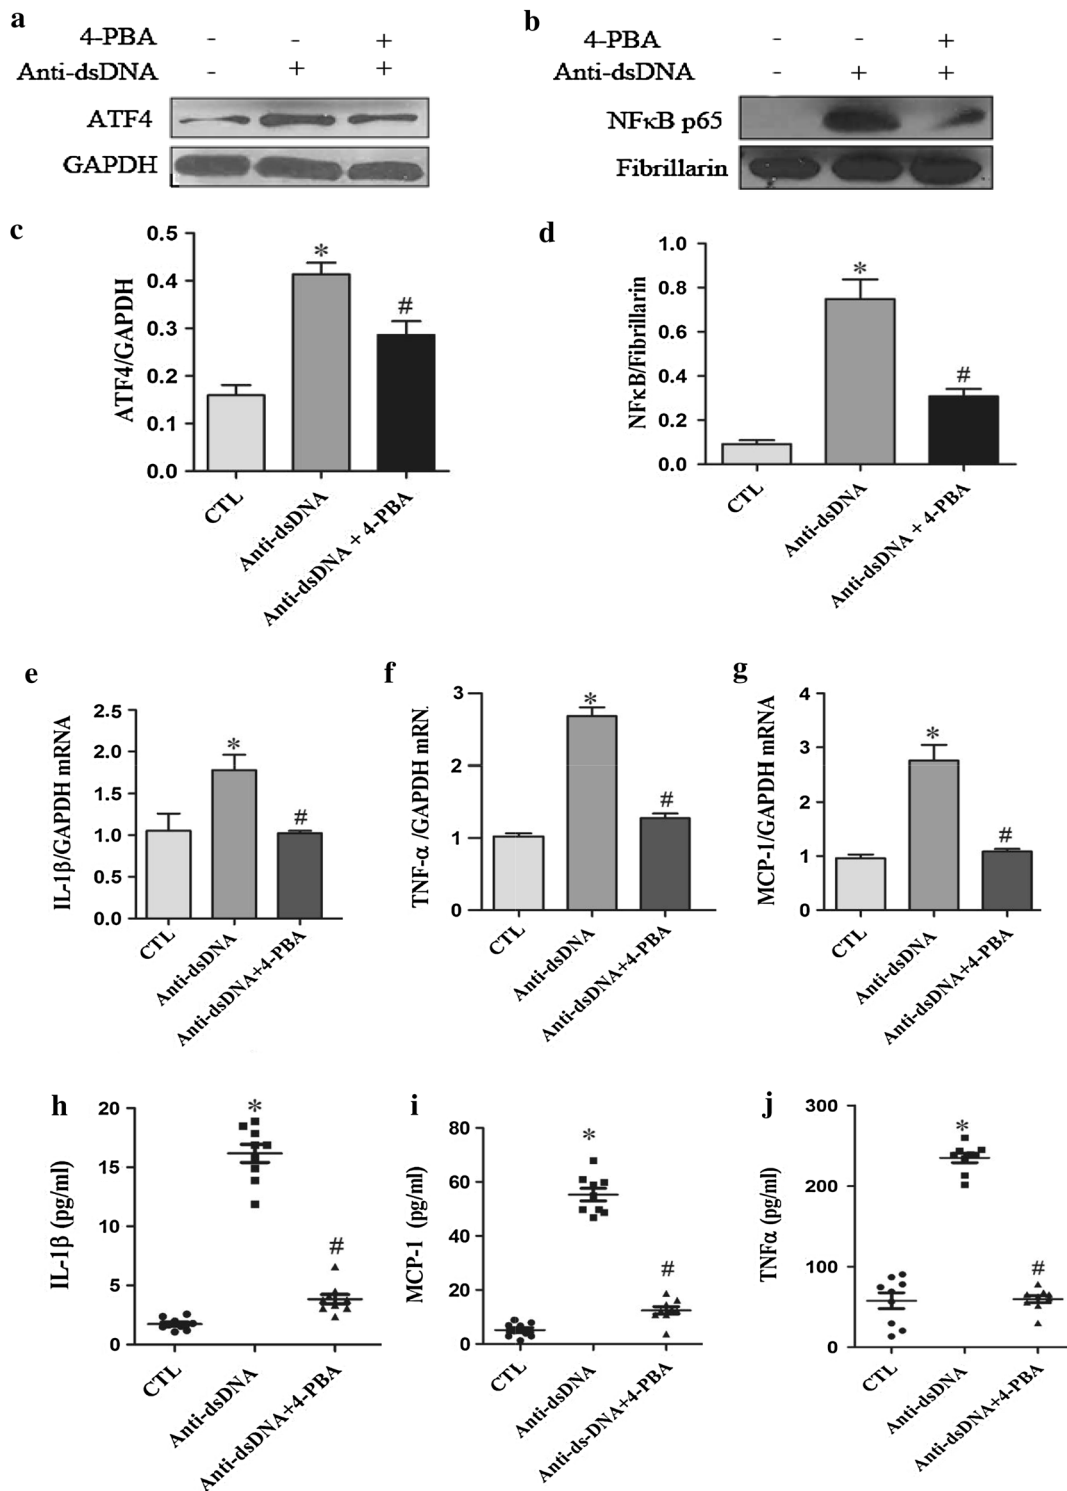 a
4-PBA - - +
Anti-dsDNA - + +
ATF4
GAPDH
b
4-PBA - - +
Anti-dsDNA - + +
NFκB p65
Fibrillarin
c
ATF4/GAPDH
0.5
0.4
0.3
0.2
0.1
0.0
*
#
CTL
Anti-dsDNA
Anti-dsDNA + 4-PBA
d
NFκB/Fibrillarin
1.0
0.8
0.6
0.4
0.2
0.0
*
#
CTL
Anti-dsDNA
Anti-dsDNA + 4-PBA
e
IL-1β/GAPDH mRNA
2.5
2.0
1.5
1.0
0.5
0.0
*
#
CTL
Anti-dsDNA
Anti-dsDNA+4-PBA
f
TNF-α /GAPDH mRN.
3
2
1
0
*
#
CTL
Anti-dsDNA
Anti-dsDNA+4-PBA
g
MCP-1/GAPDH mRNA
4
3
2
1
0
*
#
CTL
Anti-dsDNA
Anti-dsDNA+4-PBA
h
IL-1β (pg/ml)
20
15
10
5
0
*
#
CTL
Anti-dsDNA
Anti-dsDNA+4-PBA
i
MCP-1 (pg/ml)
80
60
40
20
0
*
#
CTL
Anti-dsDNA
Anti-ds-DNA+4-PBA
j
TNFα (pg/ml)
300
200
100
0
*
#
CTL
Anti-dsDNA
Anti-dsDNA+4-PBA